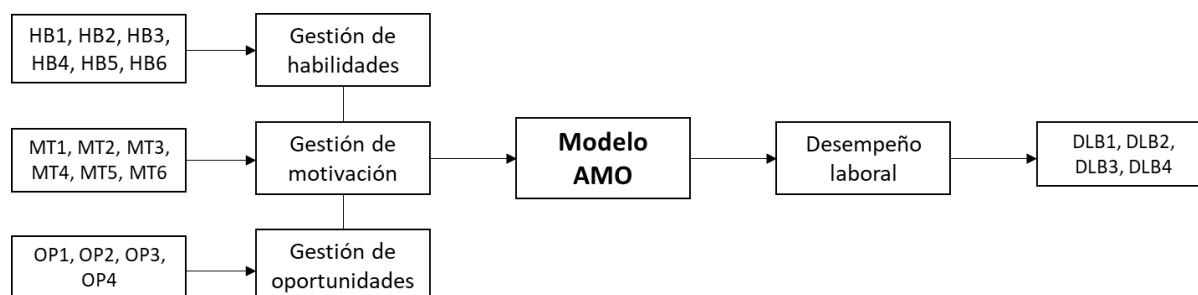 HB1, HB2, HB3,
HB4, HB5, HB6
Gestión de
habilidades
MT1, MT2, MT3,
MT4, MT5, MT6
Gestión de
motivación
Modelo
AMO
Desempeño
laboral
DLB1, DLB2,
DLB3, DLB4
OP1, OP2, OP3,
OP4
Gestión de
oportunidades